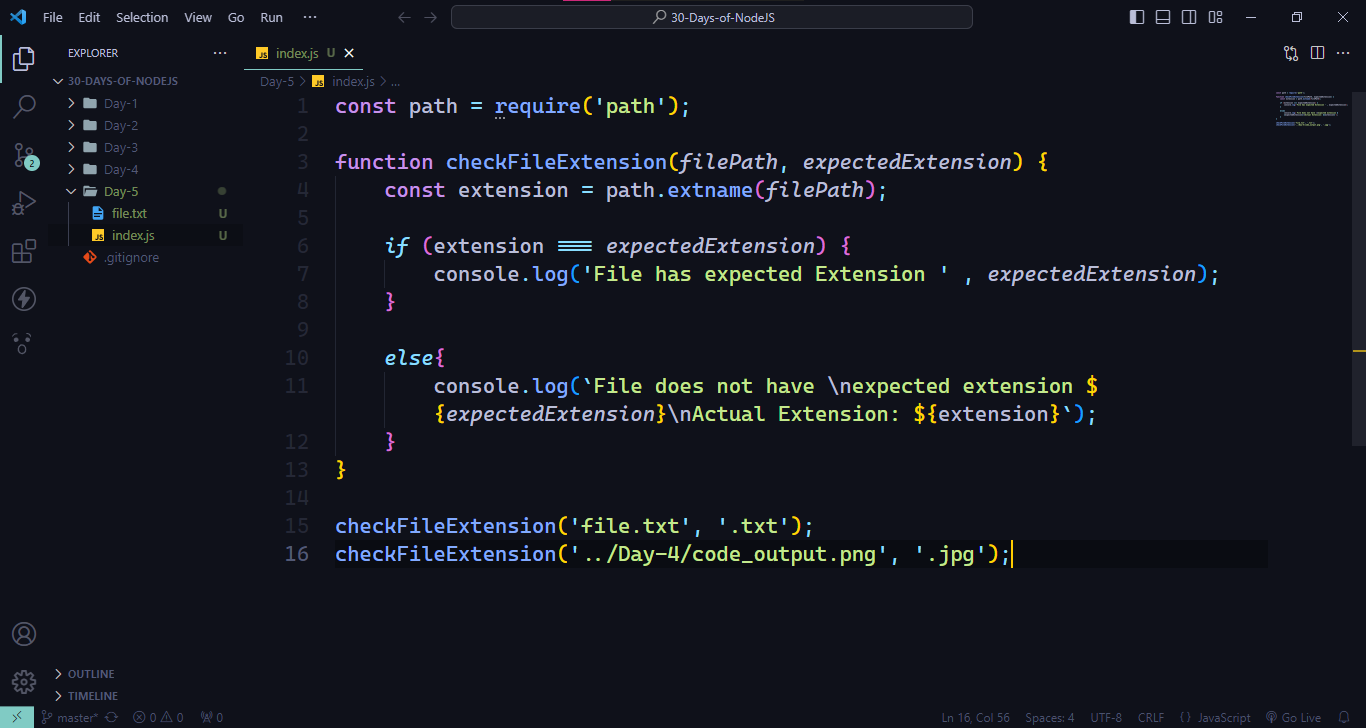 File Edit Selection View Go Run ···
30-Days-of-NodeJS
EXPLORER ···
30-DAYS-OF-NODEJS
Day-1
Day-2
Day-3
Day-4
Day-5
file.txt U
index.js U
.gitignore
OUTLINE
TIMELINE
2
JS index.js U
Day-5 > JS index.js > ...
1 const path = require('path');
2
3 function checkFileExtension(filePath, expectedExtension) {
4 const extension = path.extname(filePath);
5
6 if (extension === expectedExtension) {
7 console.log('File has expected Extension ' , expectedExtension);
8 }
9
10 else{
11 console.log(`File does not have \nexpected extension $
{expectedExtension}\nActual Extension: ${extension}`);
12 }
13 }
14
15 checkFileExtension('file.txt', '.txt');
16 checkFileExtension('../Day-4/code_output.png', '.jpg');
master* 0 0 0 Ln 16, Col 56 Spaces: 4 UTF-8 CRLF {} JavaScript Go Live